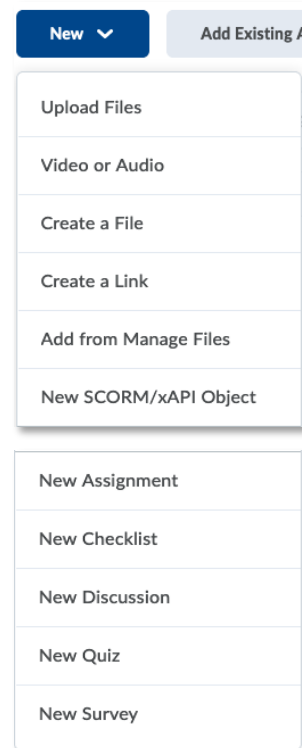 New
Add Existing A
Upload Files
Video or Audio
Create a File
Create a Link
Add from Manage Files
New SCORM/xAPI Object
New Assignment
New Checklist
New Discussion
New Quiz
New Survey